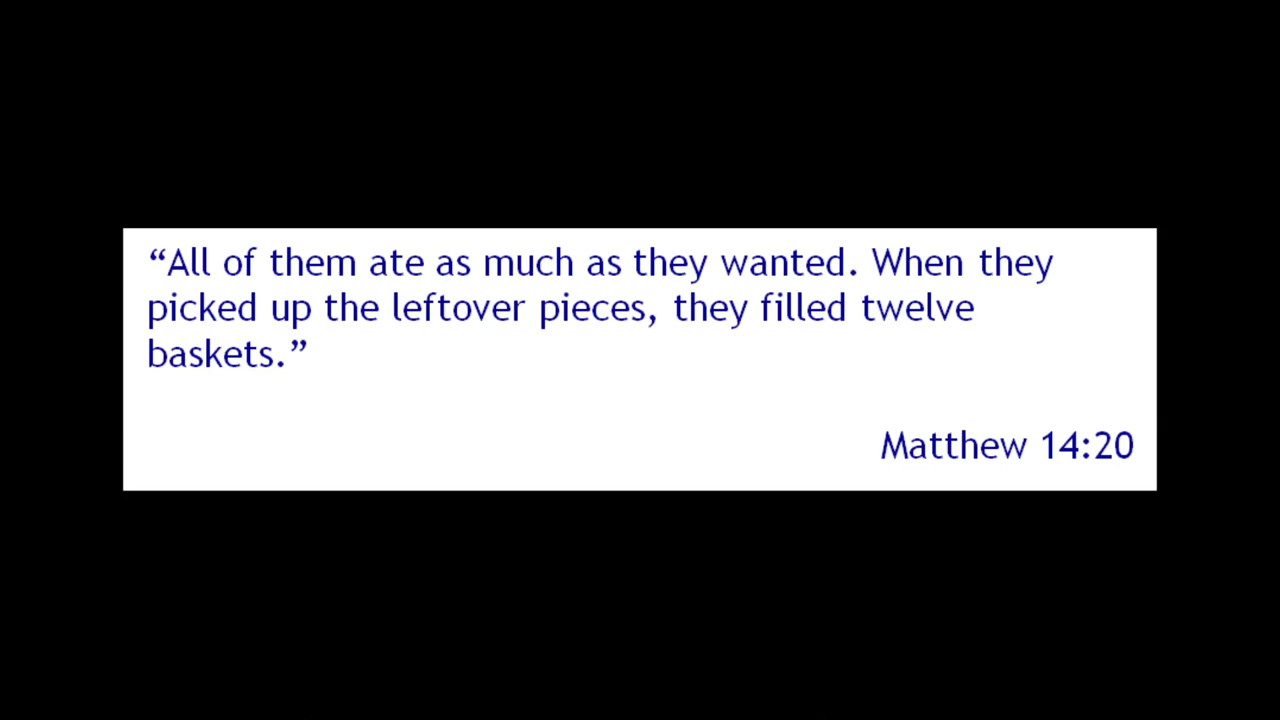 “All of them ate as much as they wanted. When they
picked up the leftover pieces, they filled twelve
baskets.”
Matthew 14:20